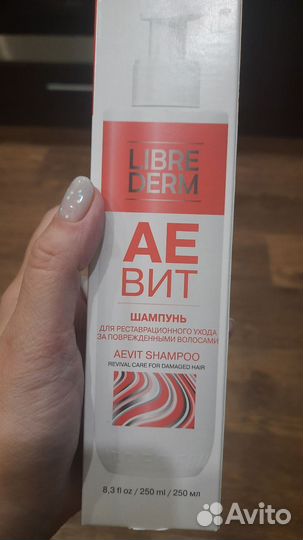 LIBRE
DERM
АЕ
ВИТ
ШАМПУНЬ
ДЛЯ РЕСТАВРАЦИОННОГО УХОДА
ЗА ПОВРЕЖДЕННЫМИ ВОЛОСАМИ
AEVIT SHAMPOO
REVIVAL CARE FOR DAMAGED HAIR
8,3 fl oz / 250 ml / 250 мл
Avito